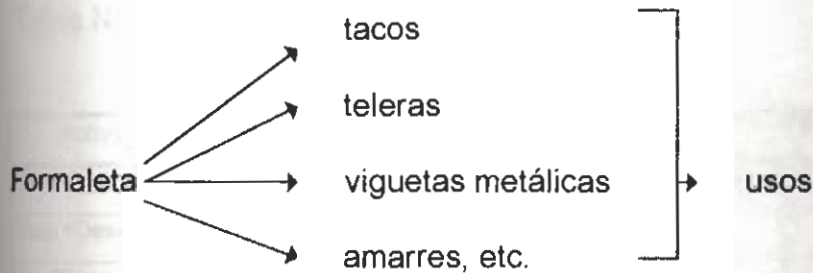 tacos
teleras
Formaleta viguetas metálicas usos
amarres, etc.